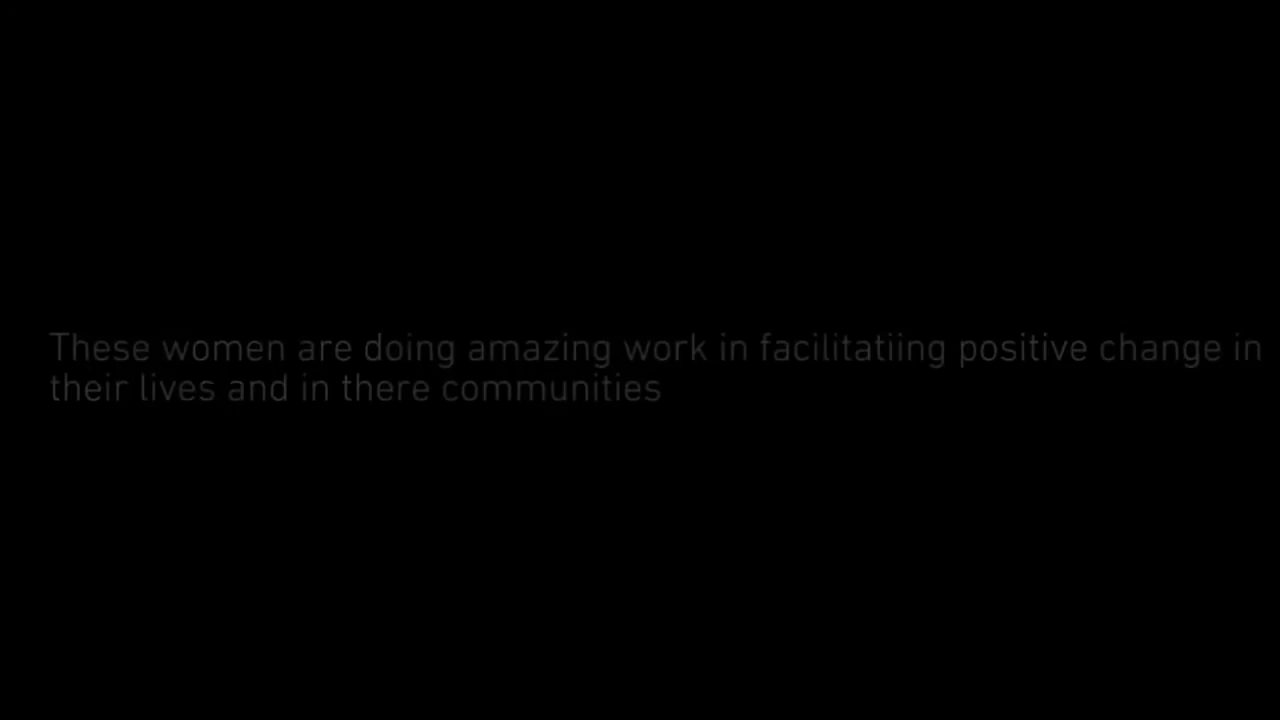 These women are doing amazing work in facilitatiing positive change in
their lives and in there communities